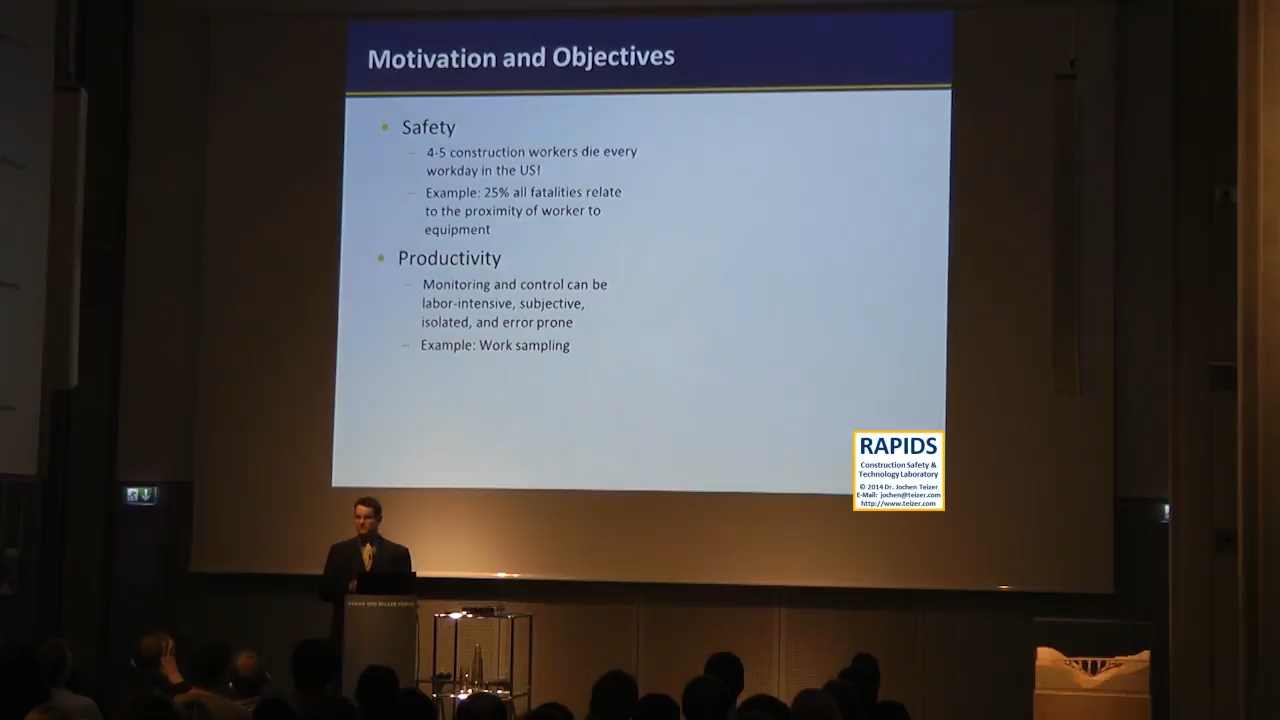 Motivation and Objectives
• Safety
– 4-5 construction workers die every
workday in the US!
– Example: 25% all fatalities relate
to the proximity of worker to
equipment
• Productivity
– Monitoring and control can be
labor-intensive, subjective,
isolated, and error prone
– Example: Work sampling
RAPIDS
Construction Safety &
Technology Laboratory
© 2014 Dr. Jochen Teizer
E-Mail: jochen@teizer.com
http://www.teizer.com